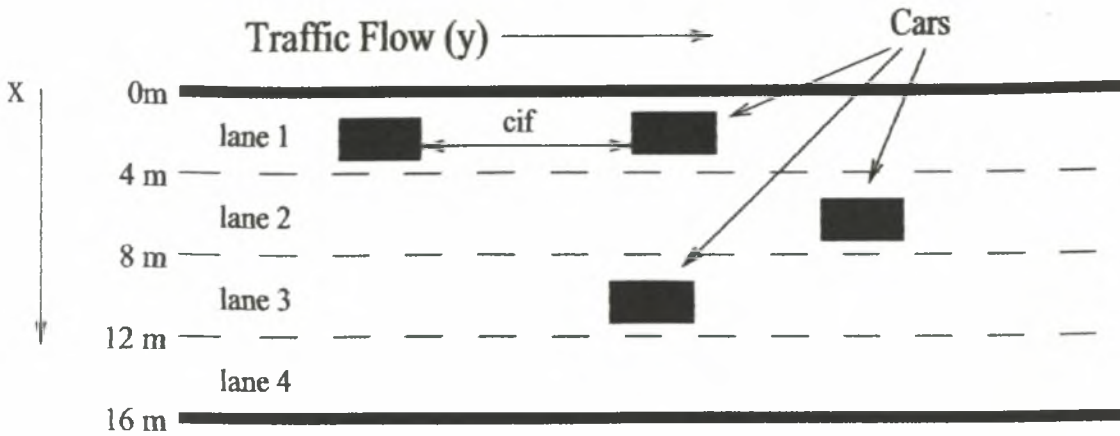 Traffic Flow (y)
Cars
X
0m
lane 1
cif
4 m
lane 2
8 m
lane 3
12 m
lane 4
16 m